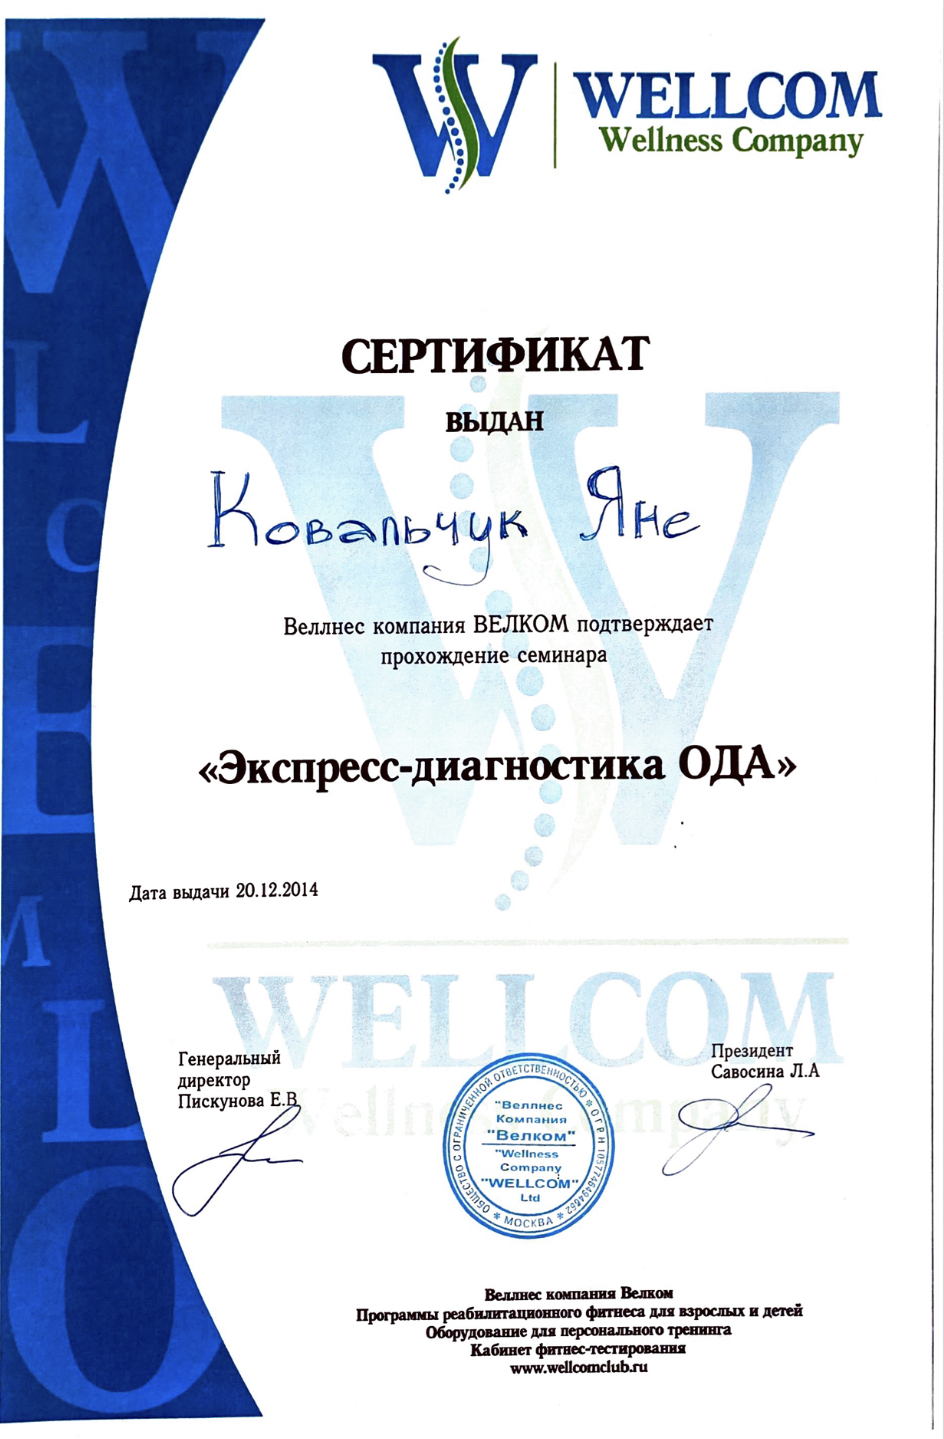 WELLCOM
Wellness Company
СЕРТИФИКАТ
ВЫДАН
Ковальчук Яне
Веллнес компания ВЕЛКОМ подтверждает
прохождение семинара
«Экспресс-диагностика ОДА»
Дата выдачи 20.12.2014
WELLCOM
Wellness Company
Генеральный
директор
Пискунова Е.В.
Президент
Савосина Л.А
ОБЩЕСТВО С ОГРАНИЧЕННОЙ ОТВЕТСТВЕННОСТЬЮ * ОГРН 1057746494862 * МОСКВА *
"Веллнес
Компания
"Велком"
"Wellness
Company
"WELLCOM"
Ltd
Веллнес компания Велком
Программы реабилитационного фитнеса для взрослых и детей
Оборудование для персонального тренинга
Кабинет фитнес-тестирования
www.wellcomclub.ru
W
L
C
E
M
L
O